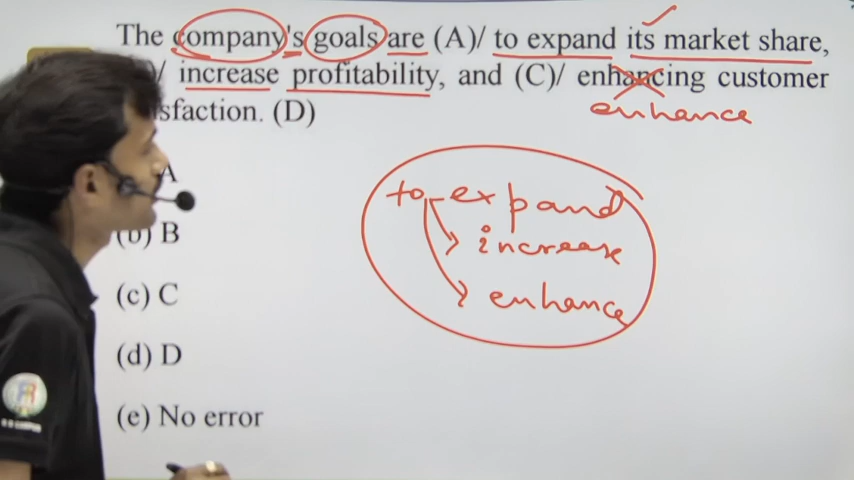 The company's goals are (A)/ to expand its market share,
/ increase profitability, and (C)/ enhancing customer
sfaction. (D)
enhance
A
to expand
increase
enhance
(b) B
(c) C
(d) D
(e) No error